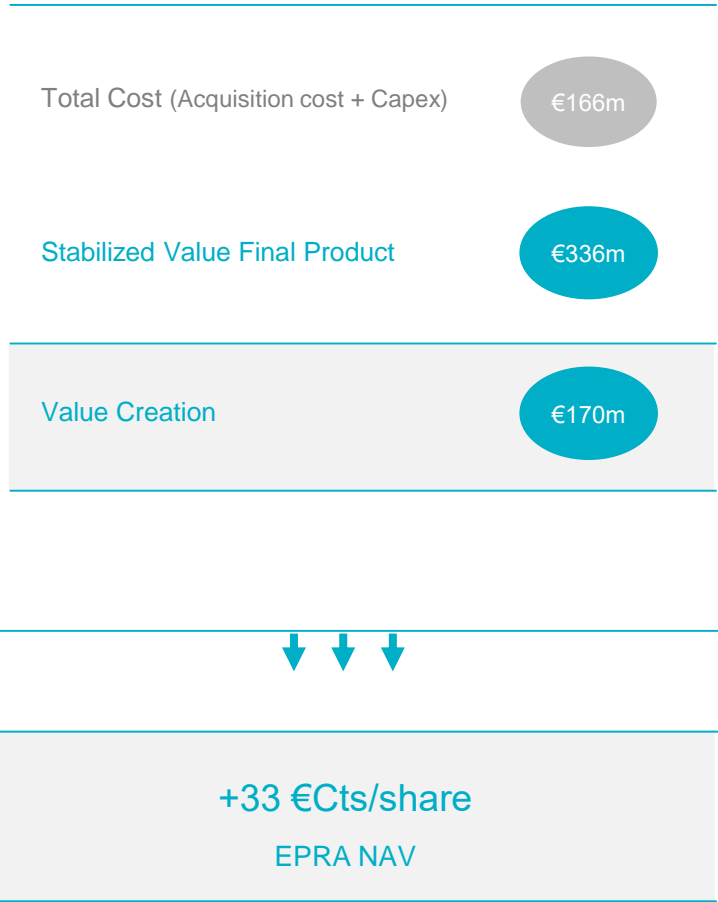 Total Cost (Acquisition cost + Capex) €166m
Stabilized Value Final Product €336m
Value Creation €170m
+33 €Cts/share
EPRA NAV